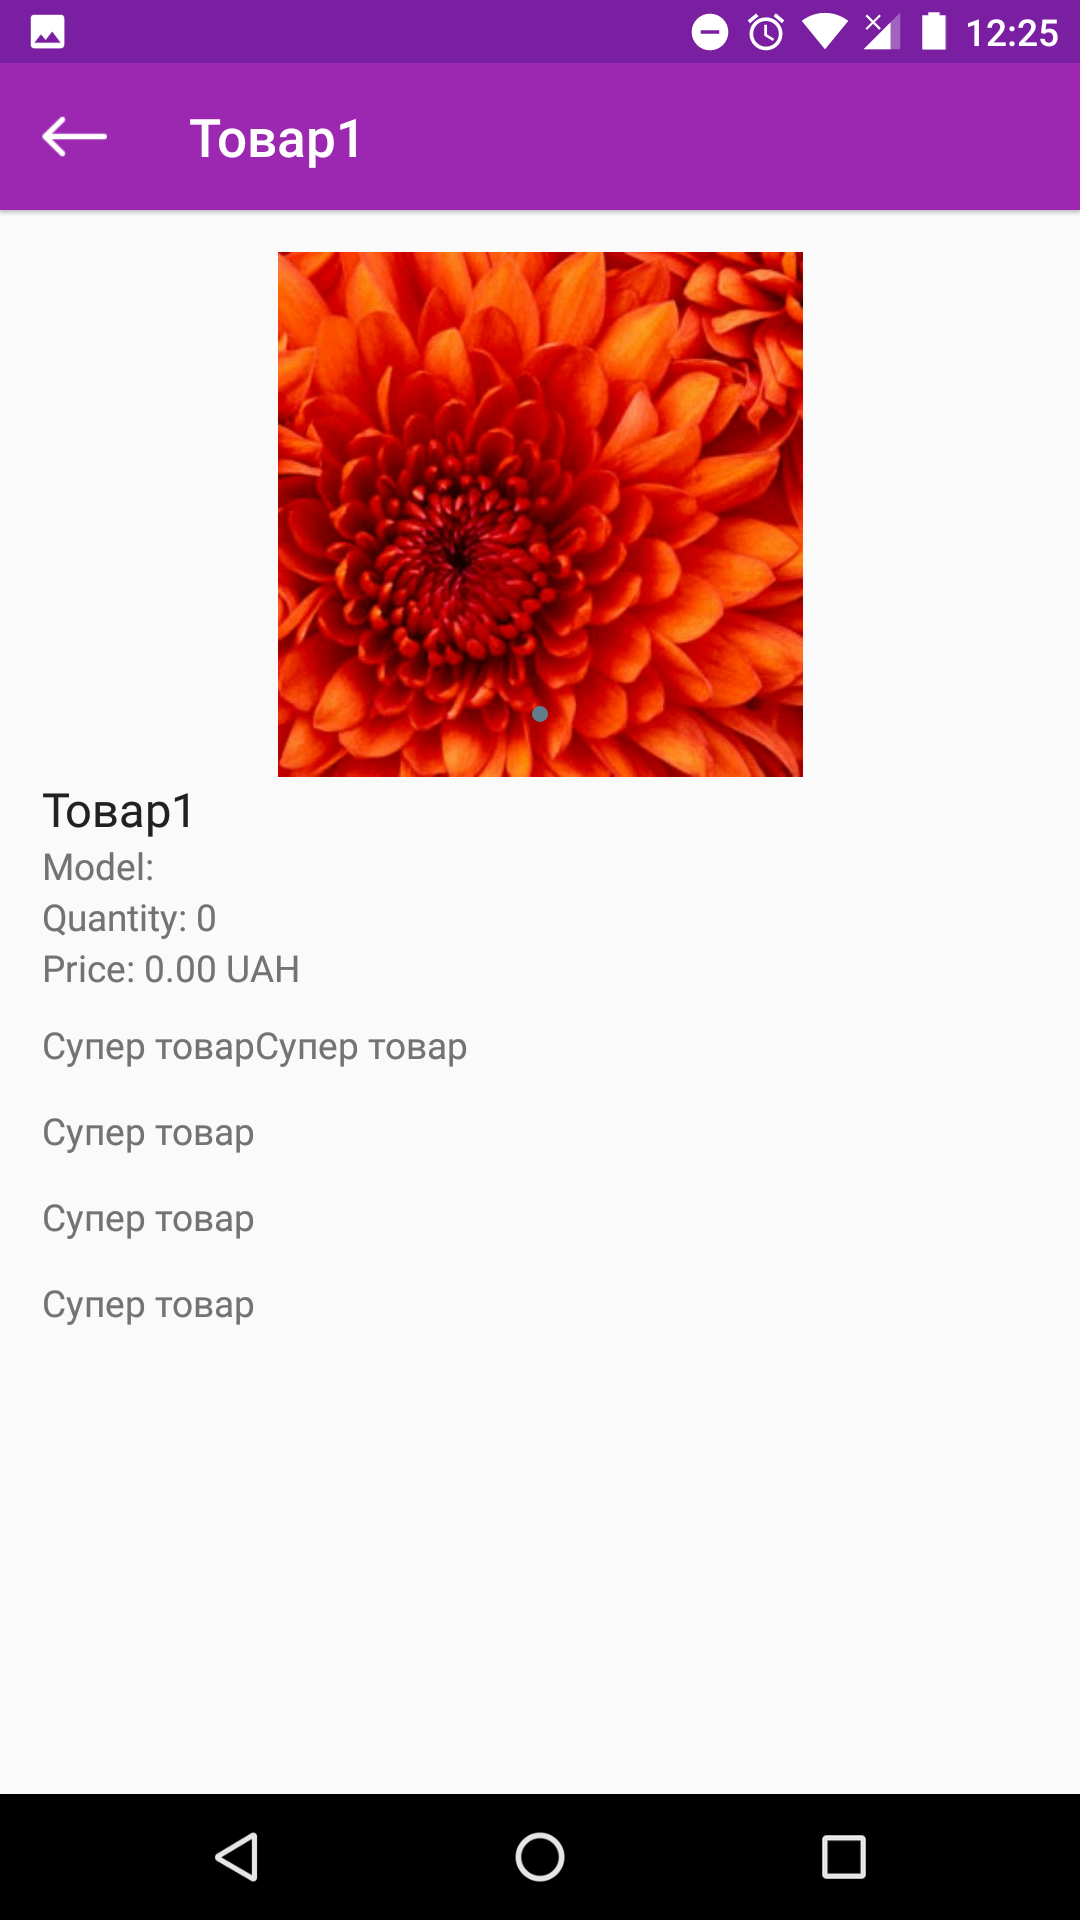 12:25
Товар1
Товар1
Model:
Quantity: 0
Price: 0.00 UAH
Супер товарСупер товар
Супер товар
Супер товар
Супер товар